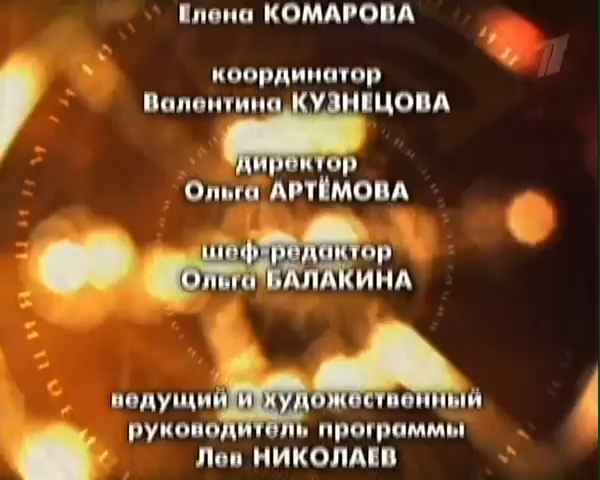 Елена КОМАРОВА
координатор
Валентина КУЗНЕЦОВА
директор
Ольга АРТЁМОВА
шеф-редактор
Ольга БАЛАКИНА
ведущий и художественный
руководитель программы
Лев НИКОЛАЕВ